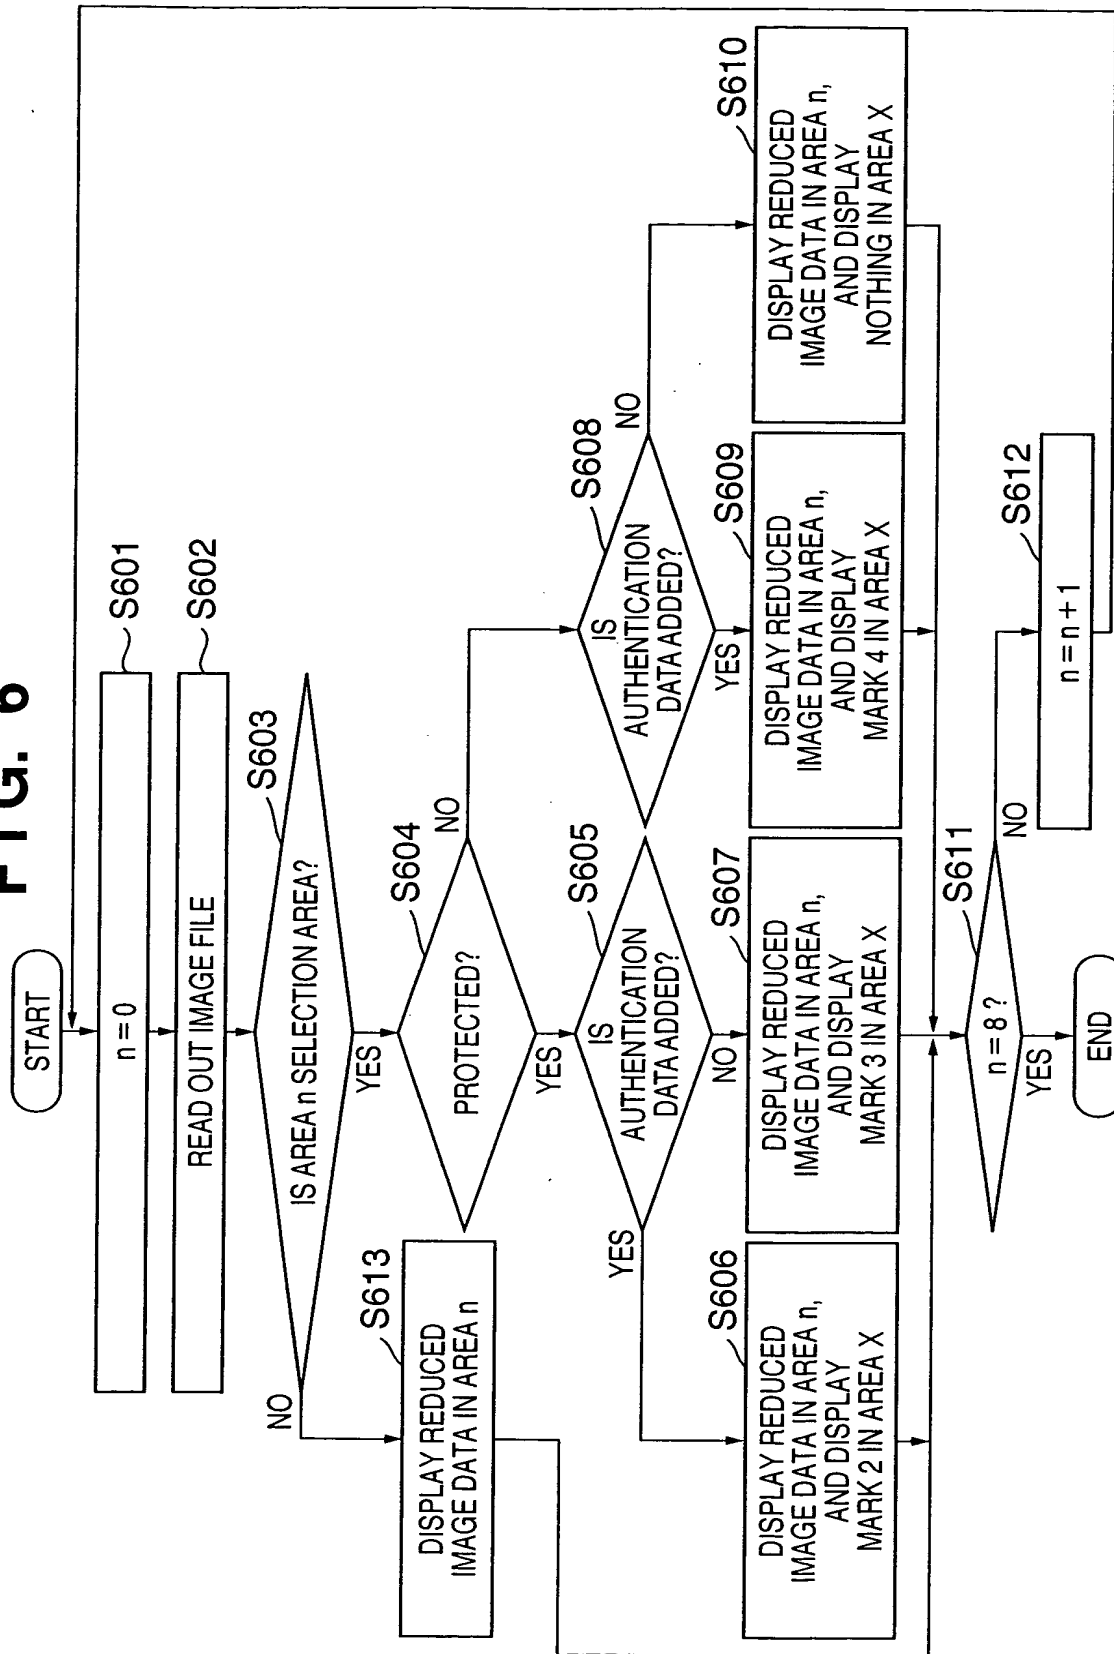 FIG. 6
START
n = 0
S601
READ OUT IMAGE FILE
S602
IS AREA n SELECTION AREA?
S603
NO
YES
DISPLAY REDUCED
IMAGE DATA IN AREA n
S613
PROTECTED?
S604
NO
YES
IS
AUTHENTICATION
DATA ADDED?
S605
YES
NO
IS
AUTHENTICATION
DATA ADDED?
S608
NO
YES
DISPLAY REDUCED
IMAGE DATA IN AREA n,
AND DISPLAY
MARK 2 IN AREA X
S606
DISPLAY REDUCED
IMAGE DATA IN AREA n,
AND DISPLAY
MARK 3 IN AREA X
S607
DISPLAY REDUCED
IMAGE DATA IN AREA n,
AND DISPLAY
MARK 4 IN AREA X
S609
DISPLAY REDUCED
IMAGE DATA IN AREA n,
AND DISPLAY
NOTHING IN AREA X
S610
n = 8 ?
S611
NO
YES
n = n + 1
S612
END